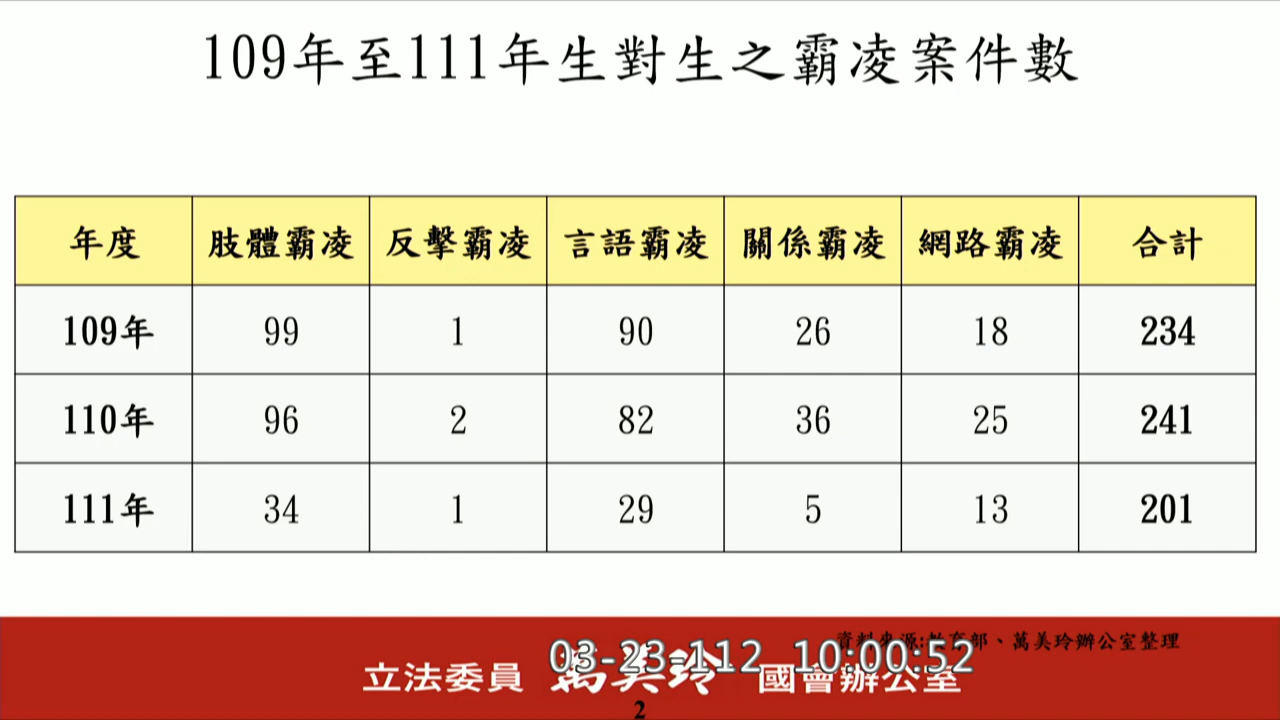 109年至111年生對生之霸凌案件數
年度 肢體霸凌 反擊霸凌 言語霸凌 關係霸凌 網路霸凌 合計
109年 99 1 90 26 18 234
110年 96 2 82 36 25 241
111年 34 1 29 5 13 201
資料來源:教育部、萬美玲辦公室整理
03-23-112 10:00:52
立法委員 萬美玲 國會辦公室
2